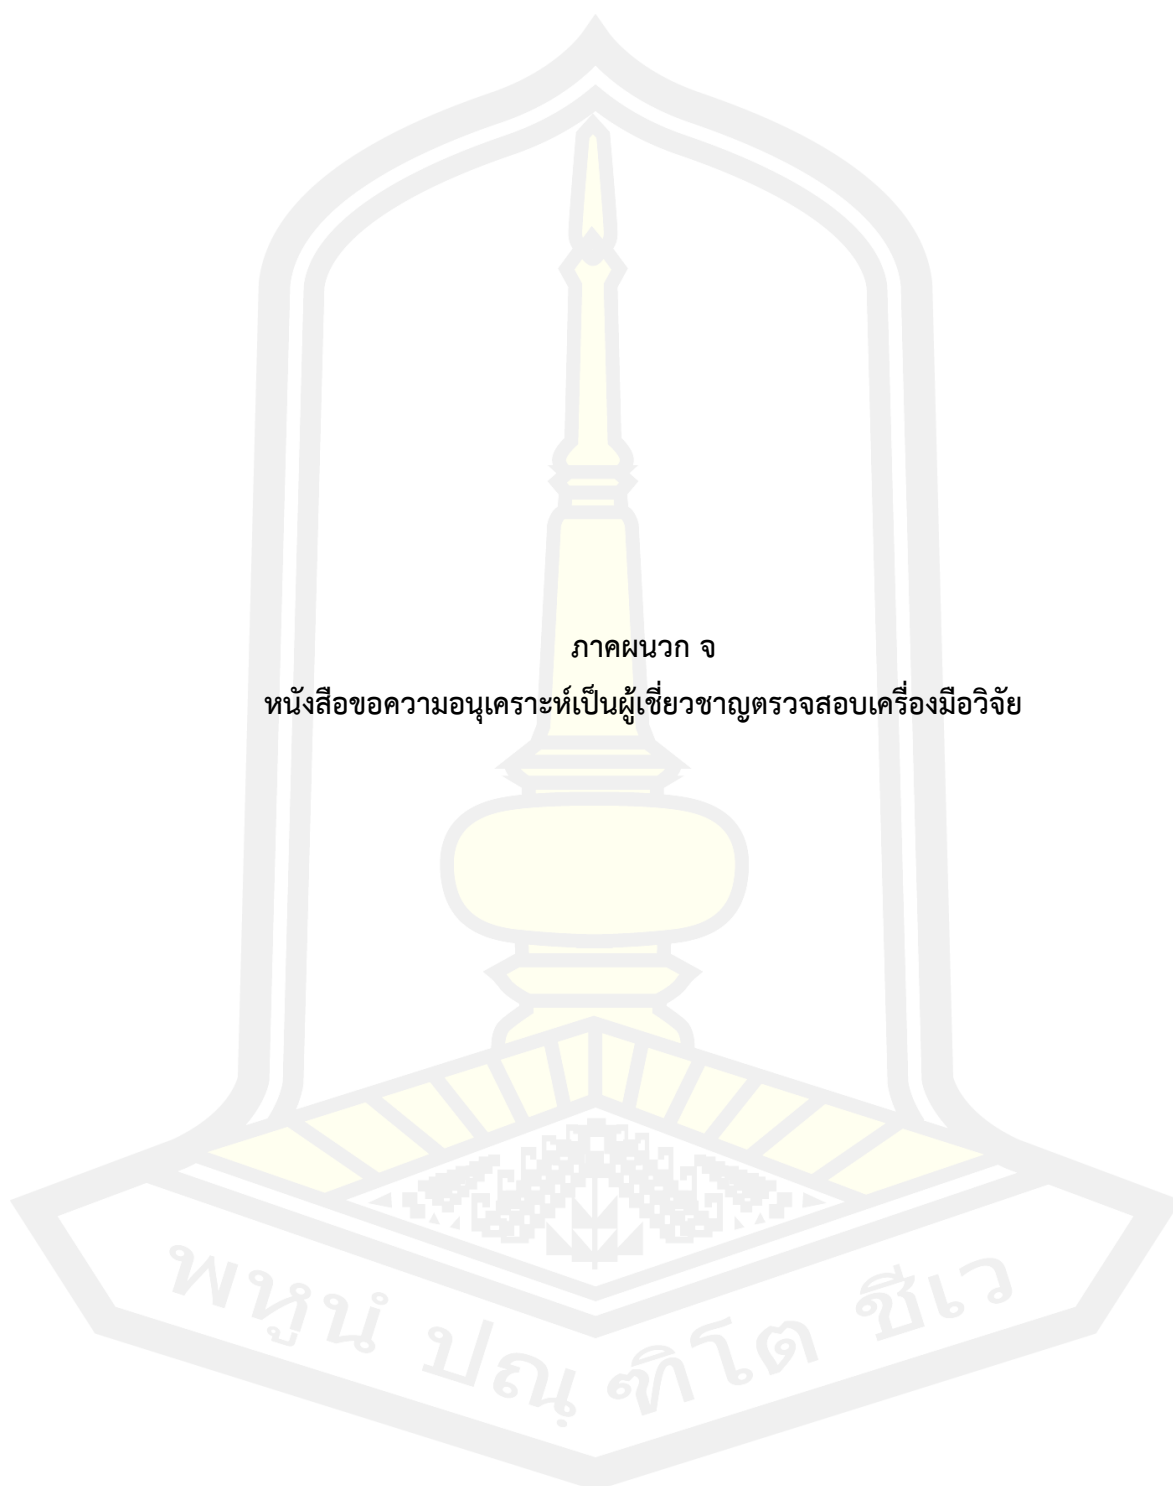 ภาคผนวก จ
หนังสือขอความอนุเคราะห์เป็นผู้เชี่ยวชาญตรวจสอบเครื่องมือวิจัย
พหูนํ ปณฺฑิโต ชีเว